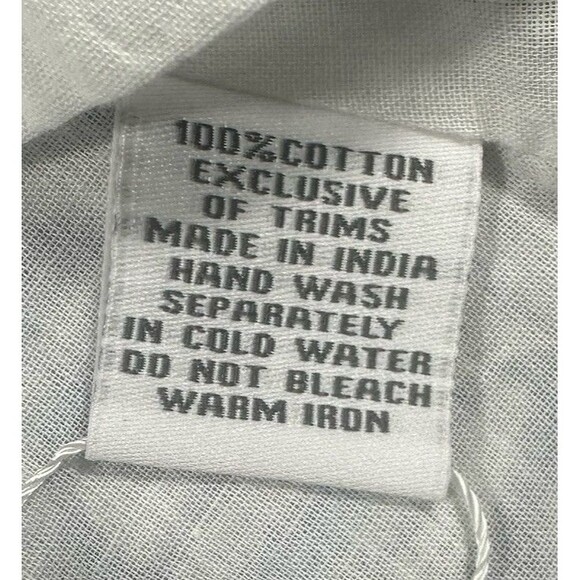 100%COTTON
EXCLUSIVE
OF TRIMS
MADE IN INDIA
HAND WASH
SEPARATELY
IN COLD WATER
DO NOT BLEACH
WARM IRON